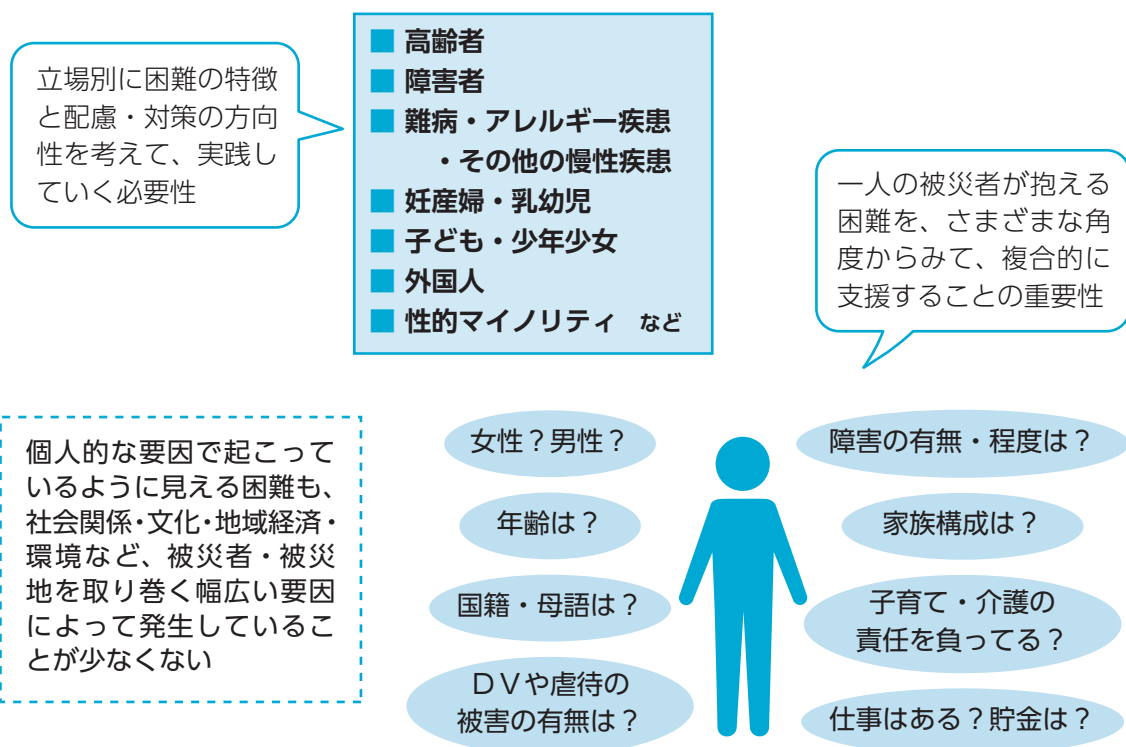 立場別に困難の特徴
と配慮・対策の方向
性を考えて、実践し
ていく必要性
■ 高齢者
■ 障害者
■ 難病・アレルギー疾患
・その他の慢性疾患
■ 妊産婦・乳幼児
■ 子ども・少年少女
■ 外国人
■ 性的マイノリティ など
一人の被災者が抱える
困難を、さまざまな角
度からみて、複合的に
支援することの重要性
個人的な要因で起こって
いるように見える困難も、
社会関係・文化・地域経済・
環境など、被災者・被災
地を取り巻く幅広い要因
によって発生しているこ
とが少なくない
女性？男性？
年齢は？
国籍・母語は？
ＤＶや虐待の
被害の有無は？
障害の有無・程度は？
家族構成は？
子育て・介護の
責任を負ってる？
仕事はある？貯金は？